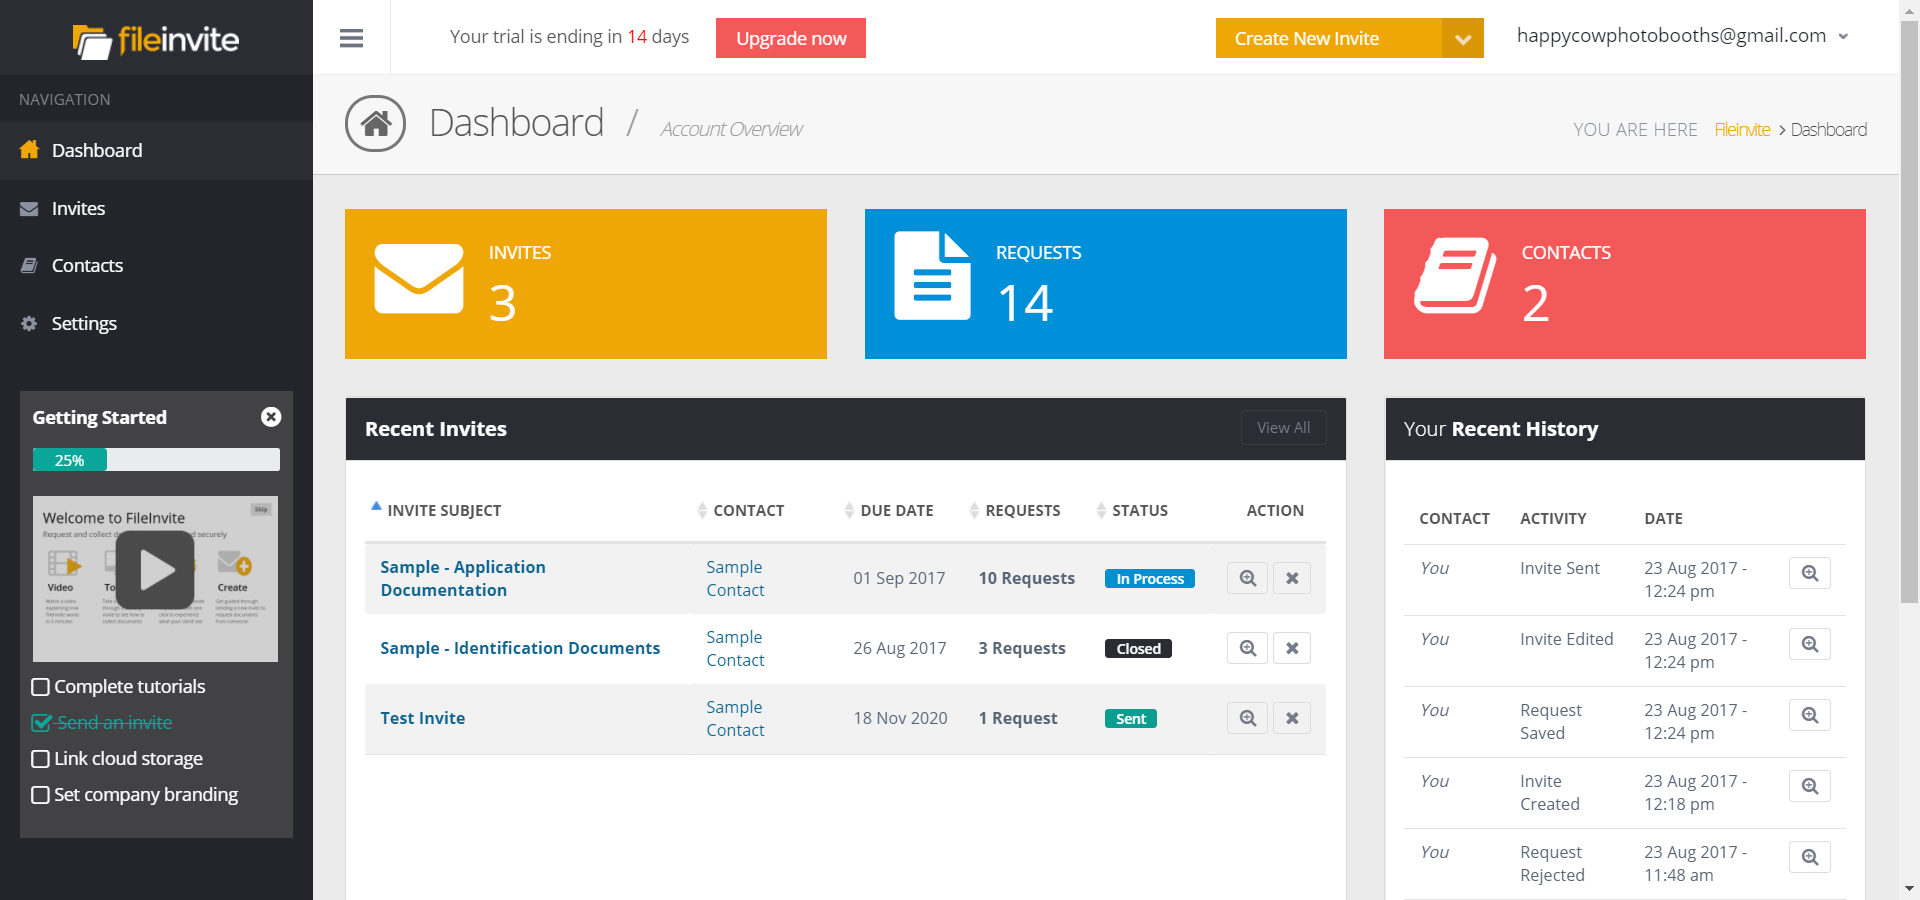 fileinvite
Your trial is ending in 14 days
Upgrade now
Create New Invite
happycowphotobooths@gmail.com
NAVIGATION
Dashboard
Invites
Contacts
Settings
Dashboard / Account Overview
YOU ARE HERE FileInvite > Dashboard
INVITES
3
REQUESTS
14
CONTACTS
2
Getting Started
25%
Skip
Welcome to FileInvite
Request and collect d
securely
Video
To
Create
Complete tutorials
Send an invite
Link cloud storage
Set company branding
Recent Invites
View All
INVITE SUBJECT CONTACT DUE DATE REQUESTS STATUS ACTION
Sample - Application
Documentation
Sample
Contact
01 Sep 2017
10 Requests
In Process
Sample - Identification Documents
Sample
Contact
26 Aug 2017
3 Requests
Closed
Test Invite
Sample
Contact
18 Nov 2020
1 Request
Sent
Your Recent History
CONTACT ACTIVITY DATE
You
Invite Sent
23 Aug 2017 -
12:24 pm
You
Invite Edited
23 Aug 2017 -
12:24 pm
You
Request
Saved
23 Aug 2017 -
12:24 pm
You
Invite
Created
23 Aug 2017 -
12:18 pm
You
Request
Rejected
23 Aug 2017 -
11:48 am